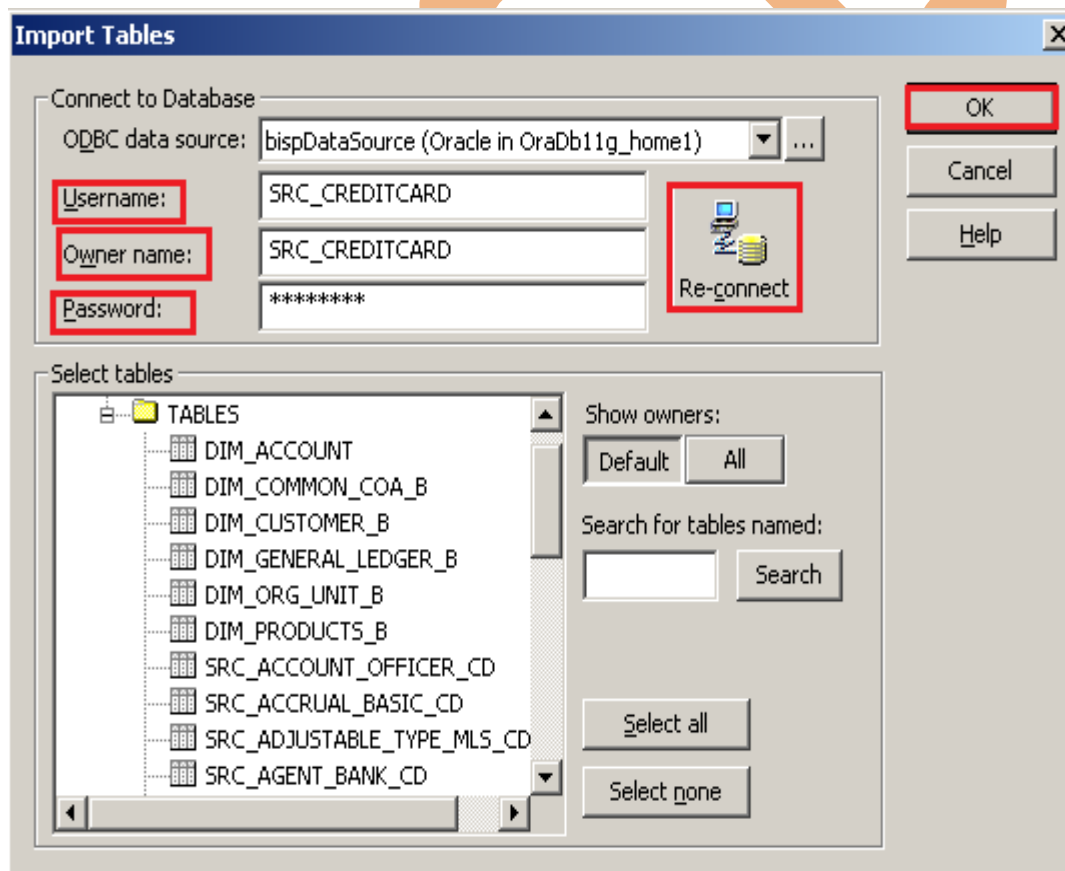 Import Tables
Connect to Database
ODBC data source: bispDataSource (Oracle in OraDb11g_home1) ...
Username: SRC_CREDITCARD
Owner name: SRC_CREDITCARD
Password: ********
Re-connect
OK
Cancel
Help
Select tables
TABLES
DIM_ACCOUNT
DIM_COMMON_COA_B
DIM_CUSTOMER_B
DIM_GENERAL_LEDGER_B
DIM_ORG_UNIT_B
DIM_PRODUCTS_B
SRC_ACCOUNT_OFFICER_CD
SRC_ACCRUAL_BASIC_CD
SRC_ADJUSTABLE_TYPE_MLS_CD
SRC_AGENT_BANK_CD
Show owners:
Default All
Search for tables named:
Search
Select all
Select none